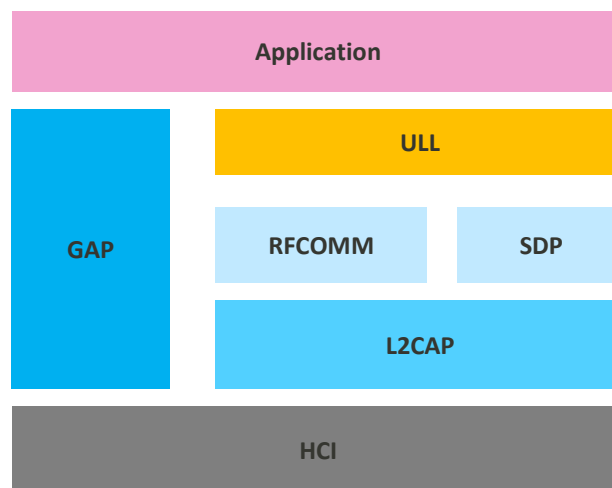 Application
ULL
GAP
RFCOMM
SDP
L2CAP
HCI